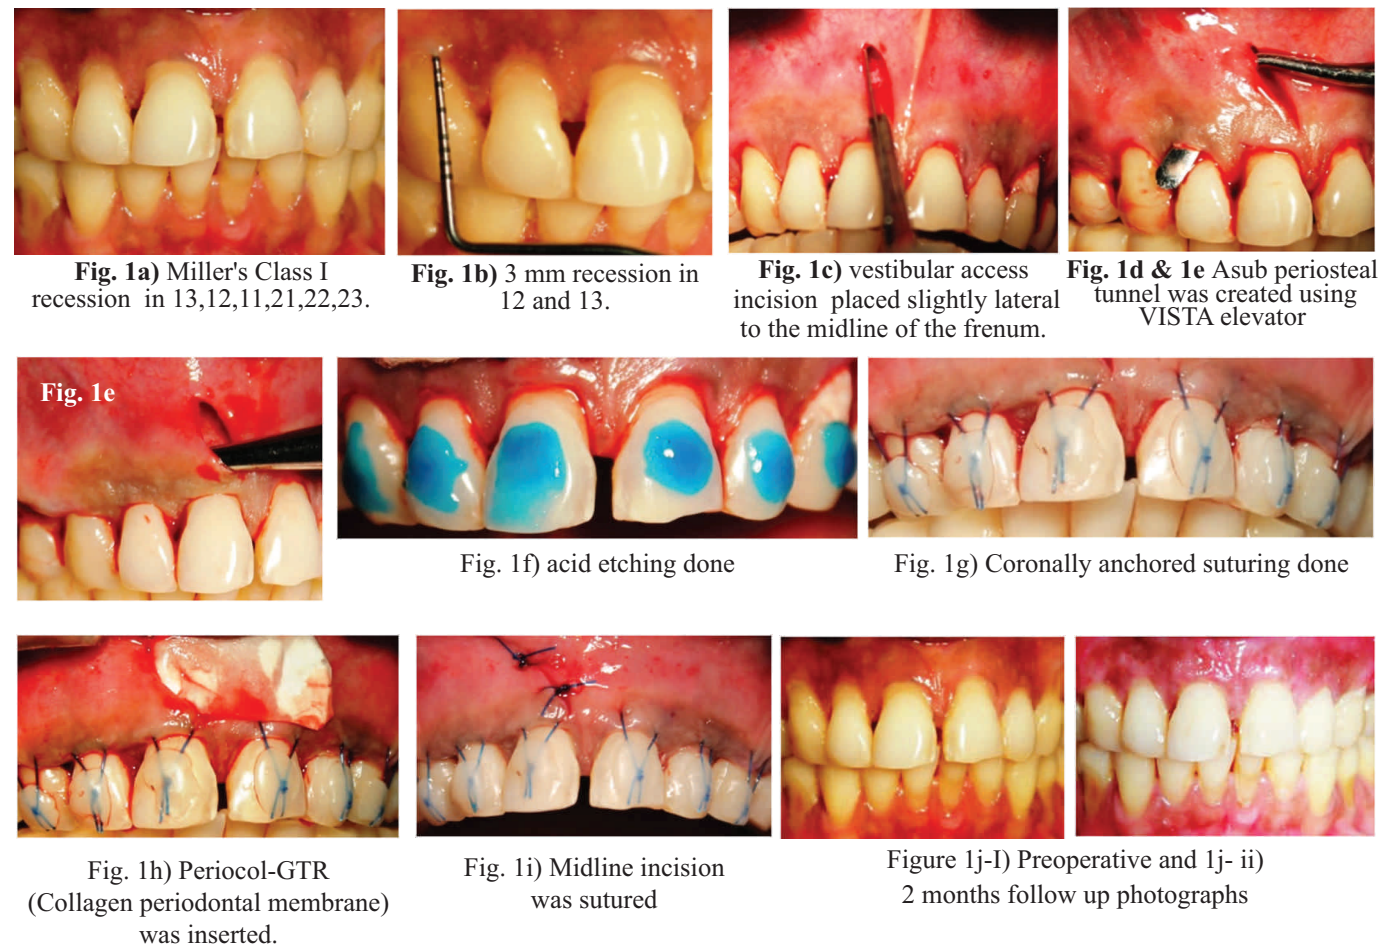 Fig. 1a) Miller's Class I
recession in 13,12,11,21,22,23.
Fig. 1b) 3 mm recession in
12 and 13.
Fig. 1c) vestibular access
incision placed slightly lateral
to the midline of the frenum.
Fig. 1d & 1e Asub periosteal
tunnel was created using
VISTA elevator
Fig. 1e
Fig. 1f) acid etching done
Fig. 1g) Coronally anchored suturing done
Fig. 1h) Periocol-GTR
(Collagen periodontal membrane)
was inserted.
Fig. 1i) Midline incision
was sutured
Figure 1j-I) Preoperative and 1j- ii)
2 months follow up photographs